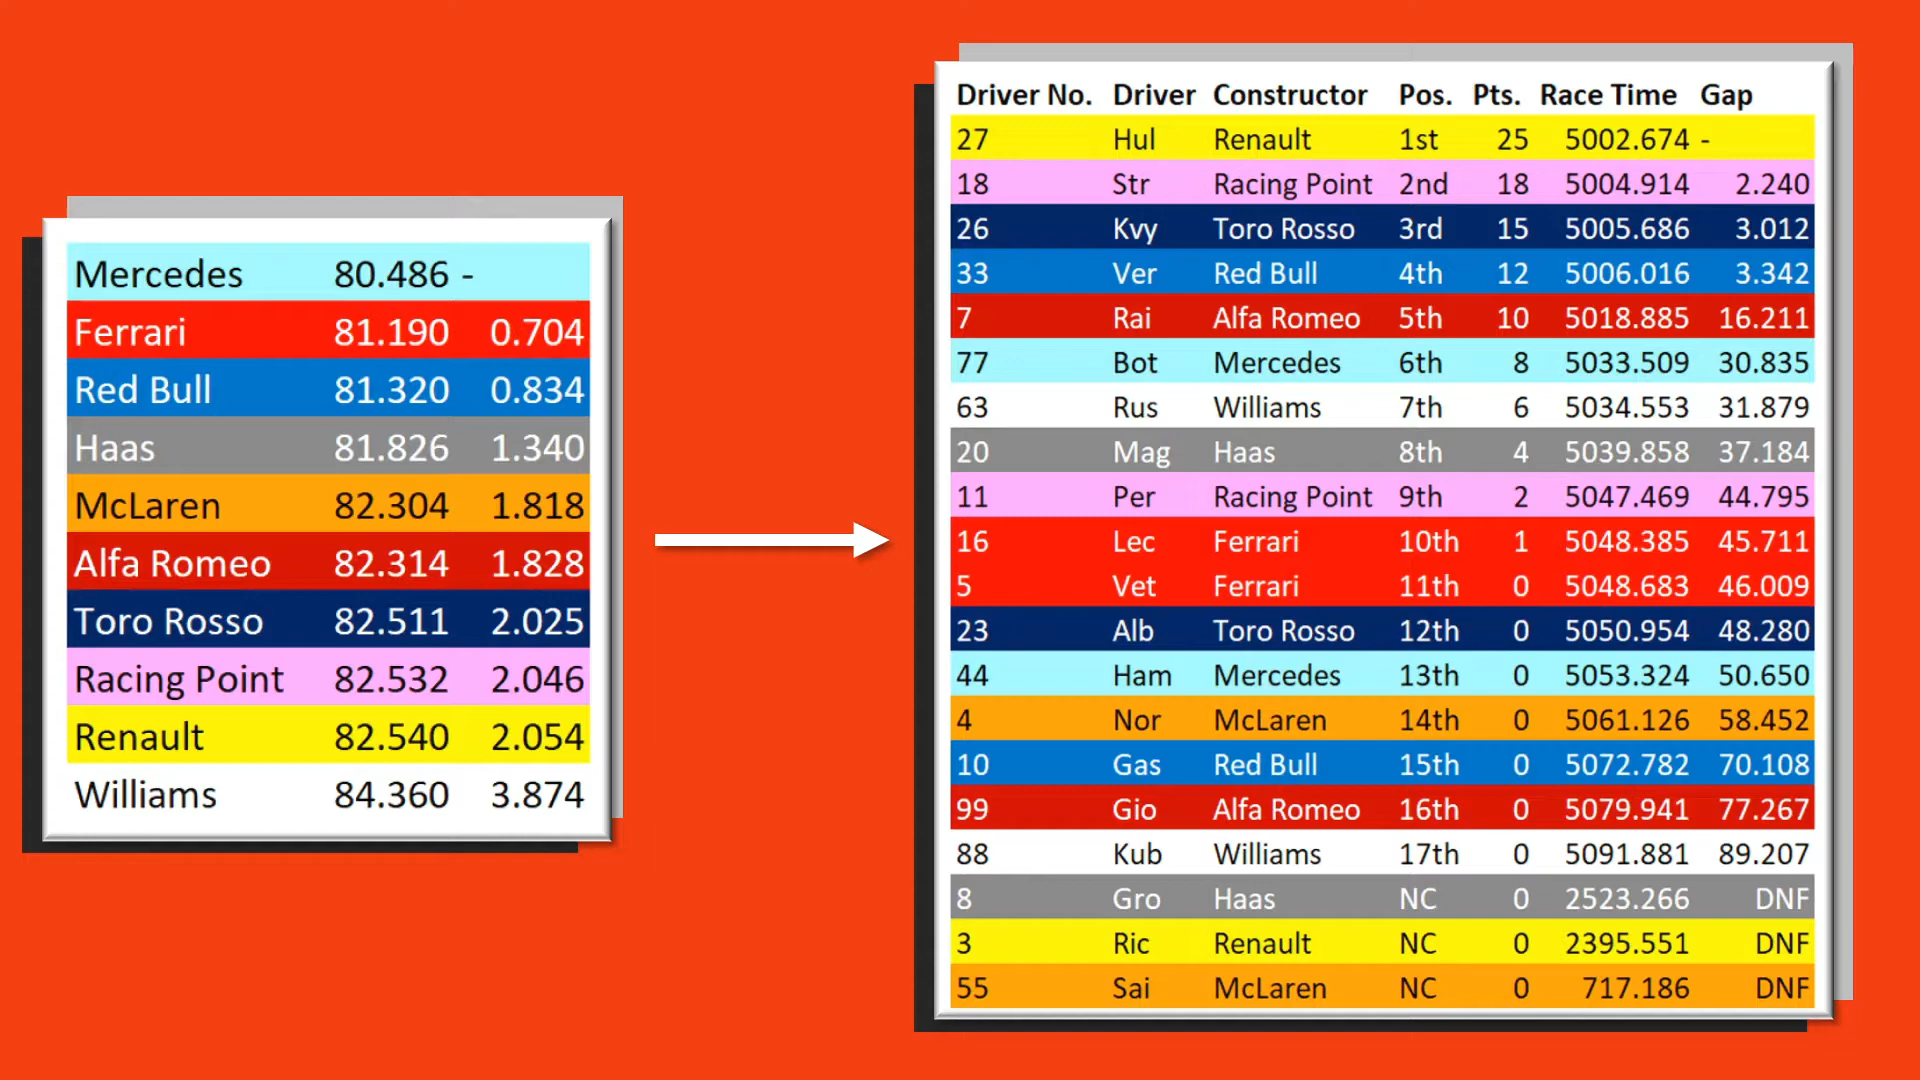 Mercedes 80.486 -
Ferrari 81.190 0.704
Red Bull 81.320 0.834
Haas 81.826 1.340
McLaren 82.304 1.818
Alfa Romeo 82.314 1.828
Toro Rosso 82.511 2.025
Racing Point 82.532 2.046
Renault 82.540 2.054
Williams 84.360 3.874
Driver No. Driver Constructor Pos. Pts. Race Time Gap
27 Hul Renault 1st 25 5002.674 -
18 Str Racing Point 2nd 18 5004.914 2.240
26 Kvy Toro Rosso 3rd 15 5005.686 3.012
33 Ver Red Bull 4th 12 5006.016 3.342
7 Rai Alfa Romeo 5th 10 5018.885 16.211
77 Bot Mercedes 6th 8 5033.509 30.835
63 Rus Williams 7th 6 5034.553 31.879
20 Mag Haas 8th 4 5039.858 37.184
11 Per Racing Point 9th 2 5047.469 44.795
16 Lec Ferrari 10th 1 5048.385 45.711
5 Vet Ferrari 11th 0 5048.683 46.009
23 Alb Toro Rosso 12th 0 5050.954 48.280
44 Ham Mercedes 13th 0 5053.324 50.650
4 Nor McLaren 14th 0 5061.126 58.452
10 Gas Red Bull 15th 0 5072.782 70.108
99 Gio Alfa Romeo 16th 0 5079.941 77.267
88 Kub Williams 17th 0 5091.881 89.207
8 Gro Haas NC 0 2523.266 DNF
3 Ric Renault NC 0 2395.551 DNF
55 Sai McLaren NC 0 717.186 DNF